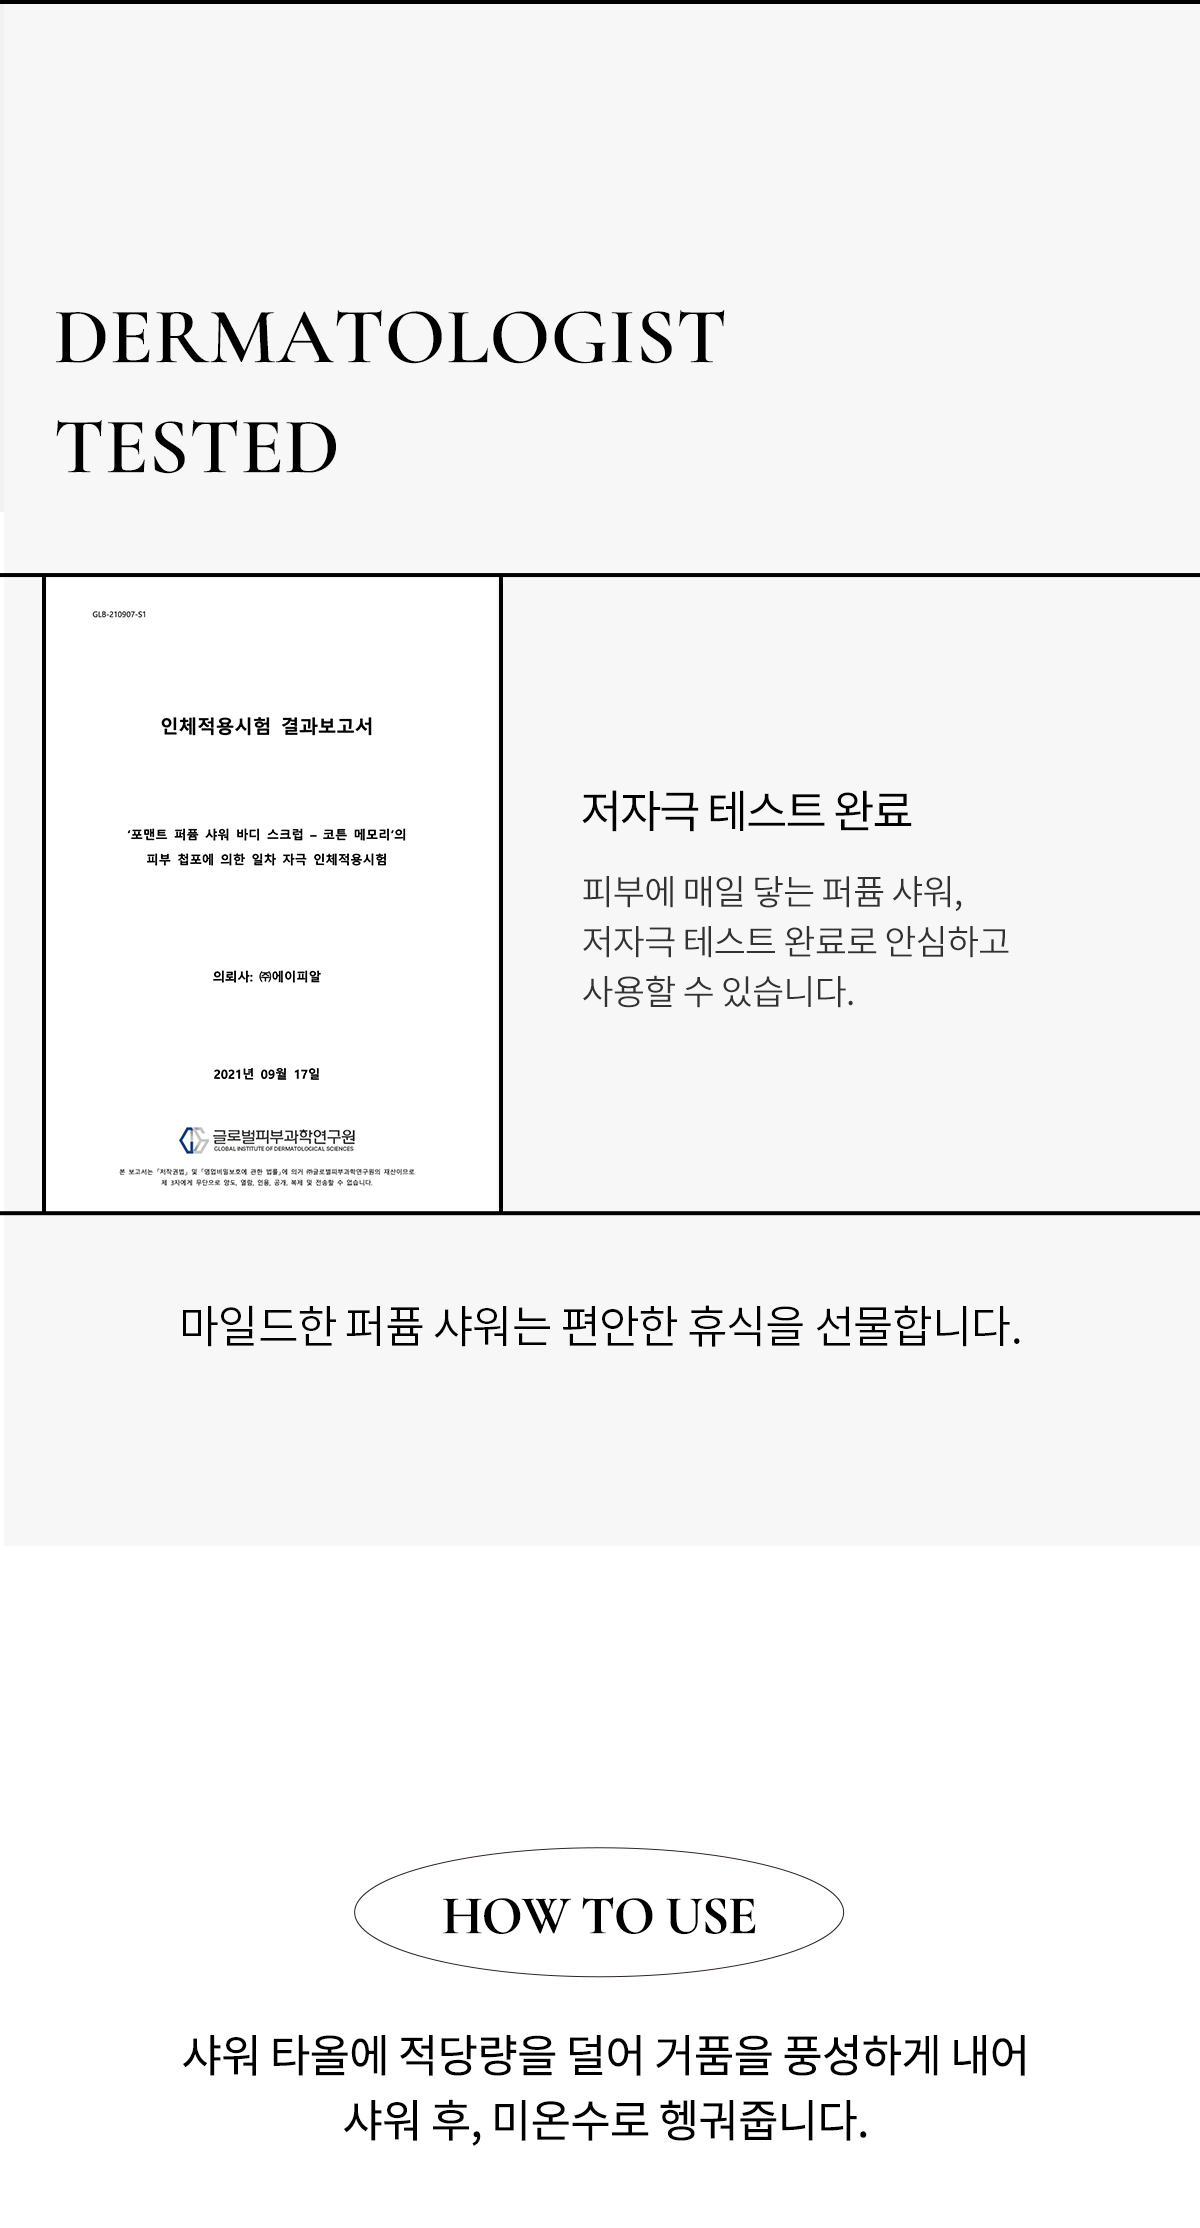 DERMATOLOGIST
TESTED
GLB-210907-S1
인체적용시험 결과보고서
‘포맨트 퍼퓸 샤워 바디 스크럽 – 코튼 메모리’의
피부 첩포에 의한 일차 자극 인체적용시험
의뢰사: ㈜에이피알
2021년 09월 17일
글로벌피부과학연구원
GLOBAL INSTITUTE OF DERMATOLOGICAL SCIENCES
본 보고서는 「저작권법」 및 「영업비밀보호에 관한 법률」에 의거 ㈜글로벌피부과학연구원의 재산이므로
제 3자에게 무단으로 양도, 열람, 인용, 공개, 복제 및 전송할 수 없습니다.
저자극 테스트 완료
피부에 매일 닿는 퍼퓸 샤워,
저자극 테스트 완료로 안심하고
사용할 수 있습니다.
마일드한 퍼퓸 샤워는 편안한 휴식을 선물합니다.
HOW TO USE
샤워 타올에 적당량을 덜어 거품을 풍성하게 내어
샤워 후, 미온수로 헹궈줍니다.